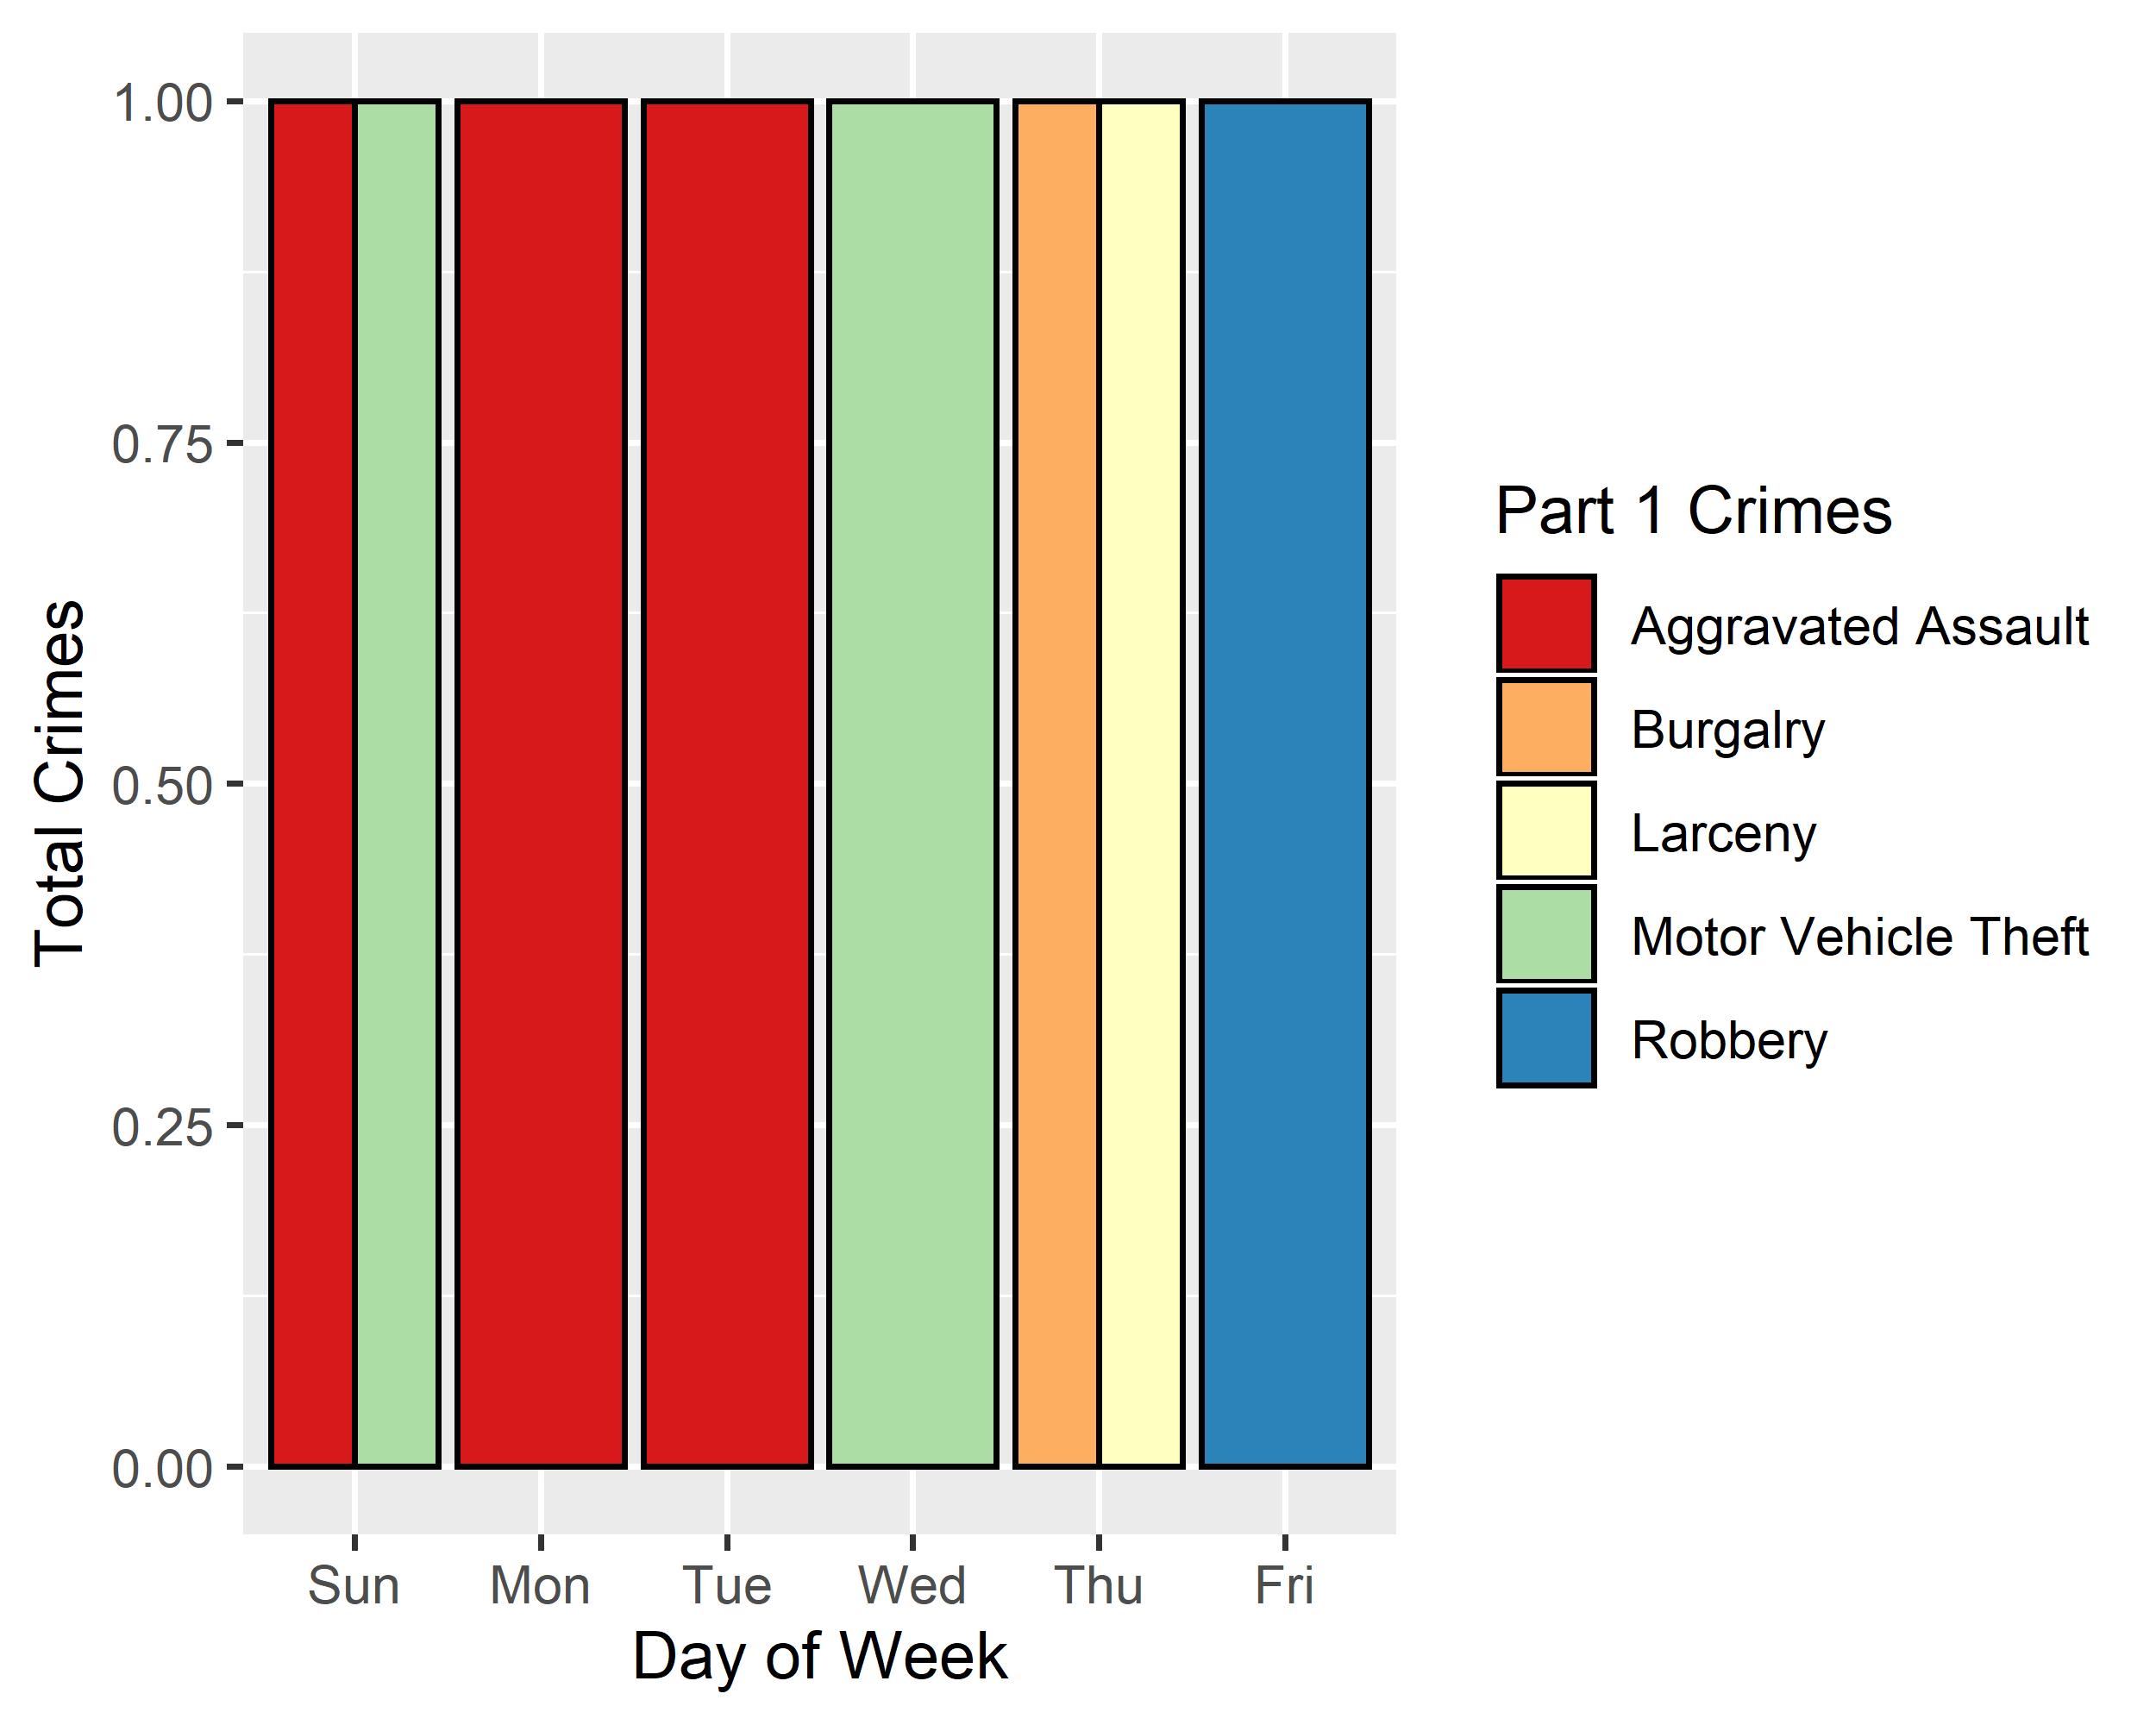 1.00
0.75
0.50
0.25
0.00
Total Crimes
Sun Mon Tue Wed Thu Fri
Day of Week
Part 1 Crimes
Aggravated Assault
Burgalry
Larceny
Motor Vehicle Theft
Robbery